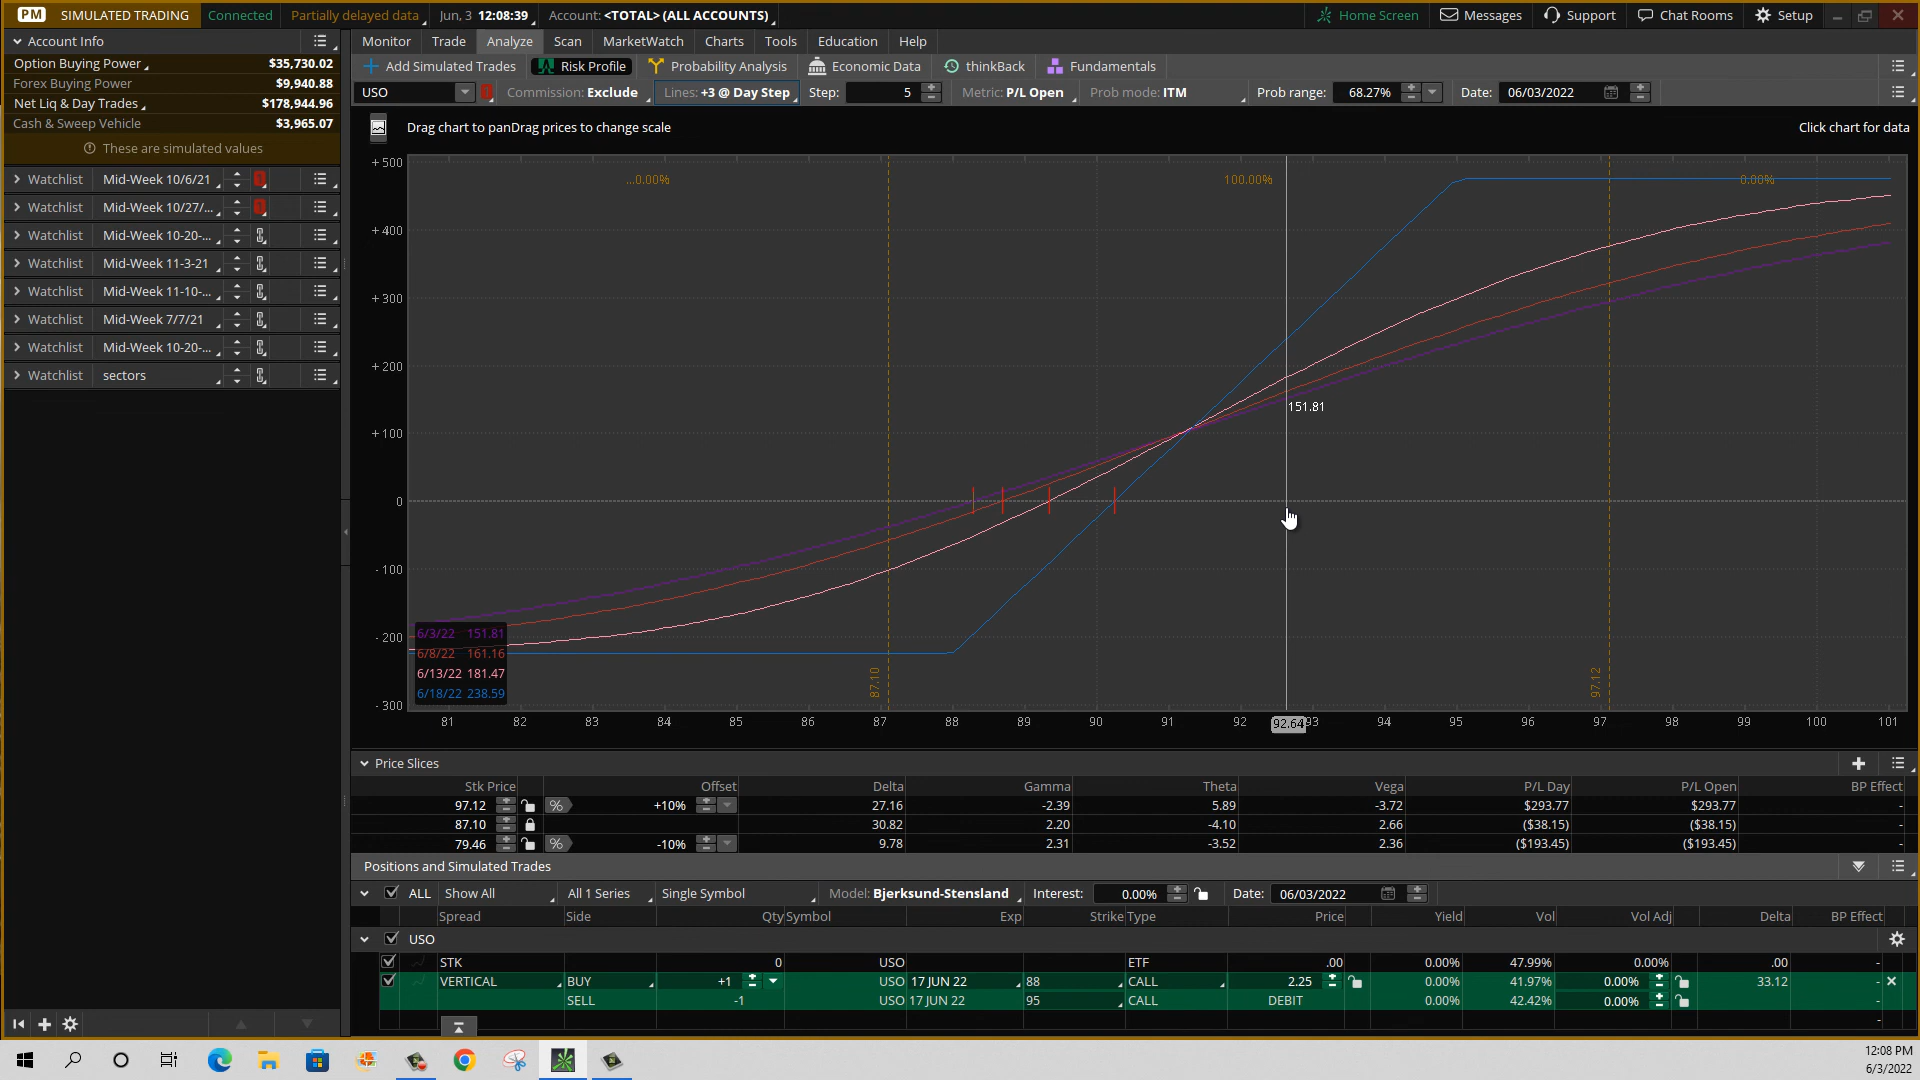 PM SIMULATED TRADING Connected Partially delayed data Jun, 3 12:08:39 Account: <TOTAL> (ALL ACCOUNTS) Home Screen Messages Support Chat Rooms Setup
Account Info
Option Buying Power $35,730.02
Forex Buying Power $9,940.88
Net Liq & Day Trades $178,944.96
Cash & Sweep Vehicle $3,965.07
These are simulated values
Watchlist Mid-Week 10/6/21
Watchlist Mid-Week 10/27/...
Watchlist Mid-Week 10-20-...
Watchlist Mid-Week 11-3-21
Watchlist Mid-Week 11-10-...
Watchlist Mid-Week 7/7/21
Watchlist Mid-Week 10-20-...
Watchlist sectors
Monitor Trade Analyze Scan MarketWatch Charts Tools Education Help
Add Simulated Trades Risk Profile Probability Analysis Economic Data thinkBack Fundamentals
USO Commission: Exclude Lines: +3 @ Day Step Step: 5 Metric: P/L Open Prob mode: ITM Prob range: 68.27% Date: 06/03/2022
Drag chart to panDrag prices to change scale Click chart for data
+500
...0.00% 100.00% 0.00%
+400
+300
+200
151.81
+100
0
-100
-200
-300
6/3/22 151.81
6/8/22 161.16
6/13/22 181.47
6/18/22 238.59
87.10 97.12
81 82 83 84 85 86 87 88 89 90 91 92 92.64 93 94 95 96 97 98 99 100 101
Price Slices
Stk Price Offset Delta Gamma Theta Vega P/L Day P/L Open BP Effect
97.12 % +10% 27.16 -2.39 5.89 -3.72 $293.77 $293.77 -
87.10 30.82 2.20 -4.10 2.66 ($38.15) ($38.15) -
79.46 % -10% 9.78 2.31 -3.52 2.36 ($193.45) ($193.45) -
Positions and Simulated Trades
ALL Show All All 1 Series Single Symbol Model: Bjerksund-Stensland Interest: 0.00% Date: 06/03/2022
Spread Side Qty Symbol Exp Strike Type Price Yield Vol Vol Adj Delta BP Effect
USO
STK 0 USO ETF .00 0.00% 47.99% 0.00% .00 -
VERTICAL BUY +1 USO 17 JUN 22 88 CALL 2.25 0.00% 41.97% 0.00% 33.12 -
SELL -1 USO 17 JUN 22 95 CALL DEBIT 0.00% 42.42% 0.00%
-
12:08 PM
6/3/2022